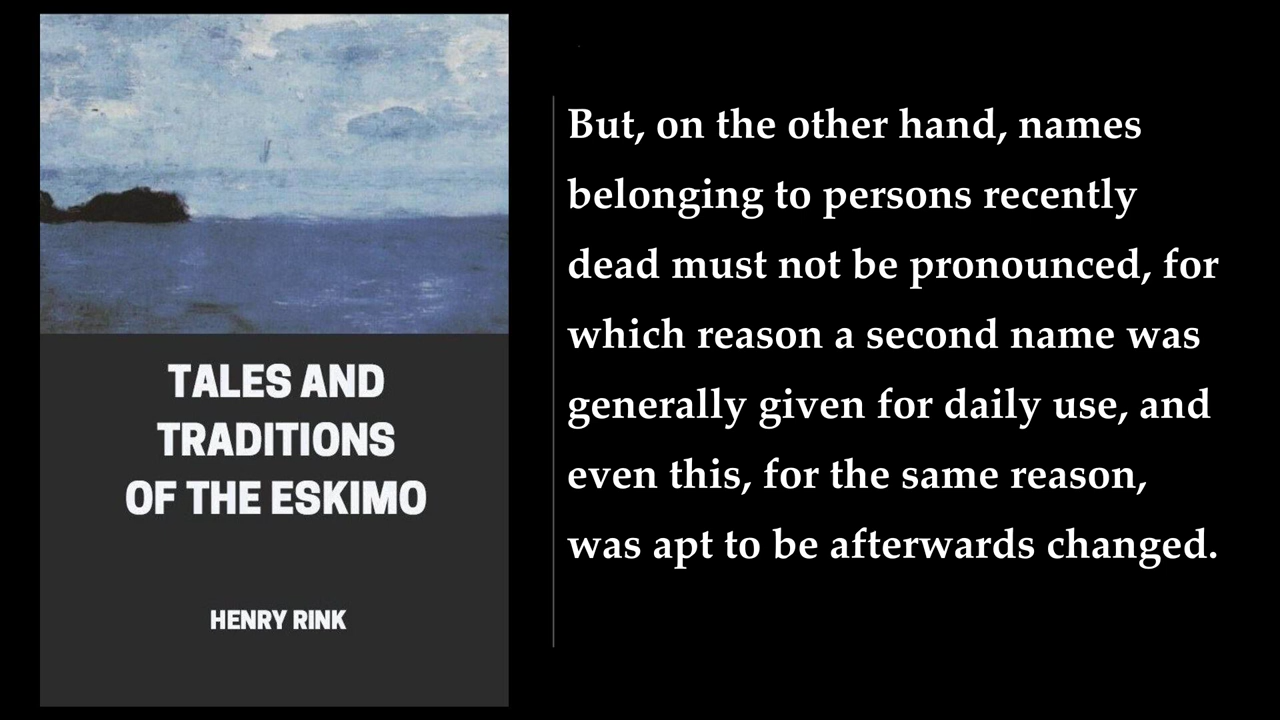 TALES AND
TRADITIONS
OF THE ESKIMO
HENRY RINK
But, on the other hand, names
belonging to persons recently
dead must not be pronounced, for
which reason a second name was
generally given for daily use, and
even this, for the same reason,
was apt to be afterwards changed.